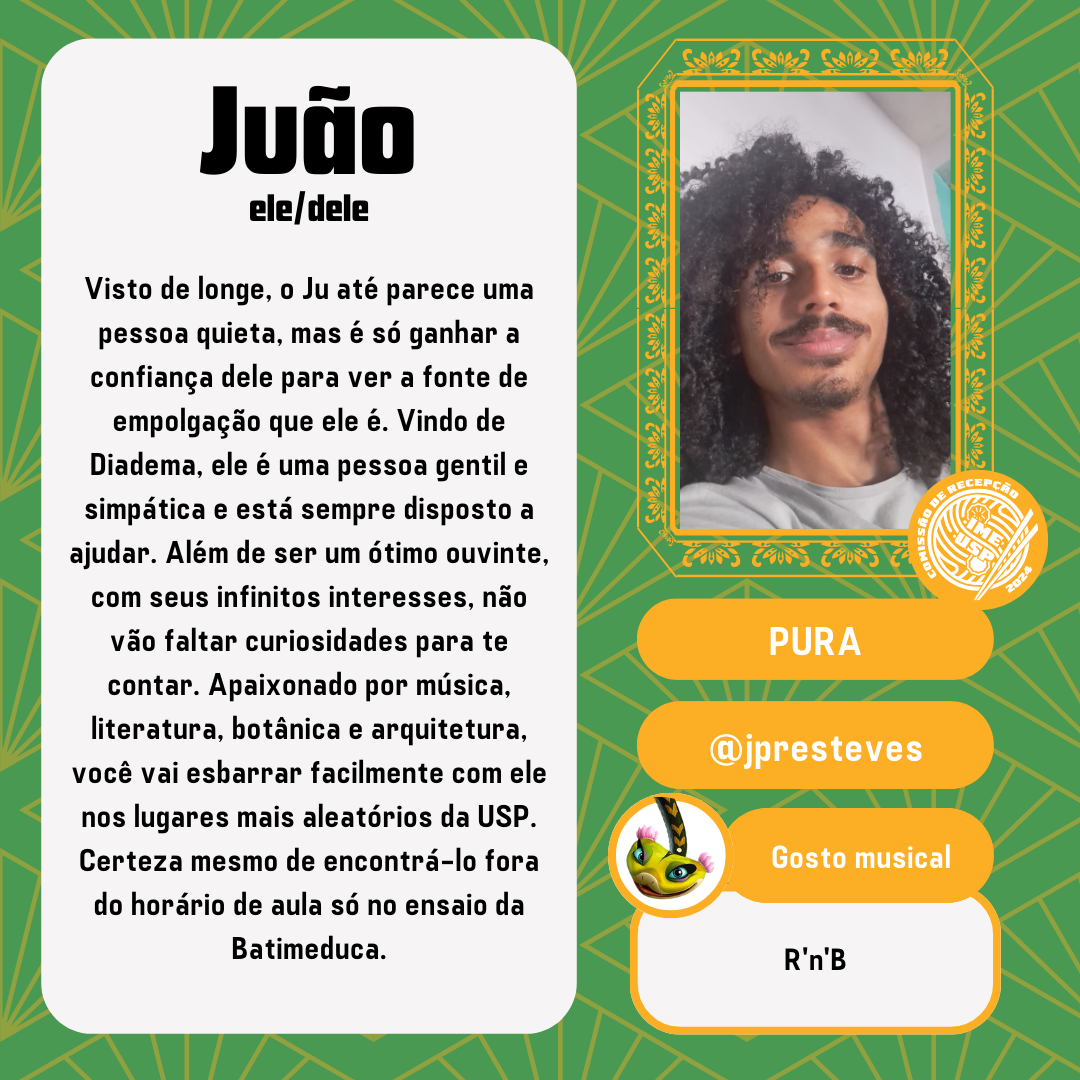 Juão
ele/dele
Visto de longe, o Ju até parece uma
pessoa quieta, mas é só ganhar a
confiança dele para ver a fonte de
empolgação que ele é. Vindo de
Diadema, ele é uma pessoa gentil e
simpática e está sempre disposto a
ajudar. Além de ser um ótimo ouvinte,
com seus infinitos interesses, não
vão faltar curiosidades para te
contar. Apaixonado por música,
literatura, botânica e arquitetura,
você vai esbarrar facilmente com ele
nos lugares mais aleatórios da USP.
Certeza mesmo de encontrá-lo fora
do horário de aula só no ensaio da
Batimeduca.
COMISSÃO DE RECEPÇÃO
IME-
USP
2024
PURA
@jpresteves
Gosto musical
R'n'B